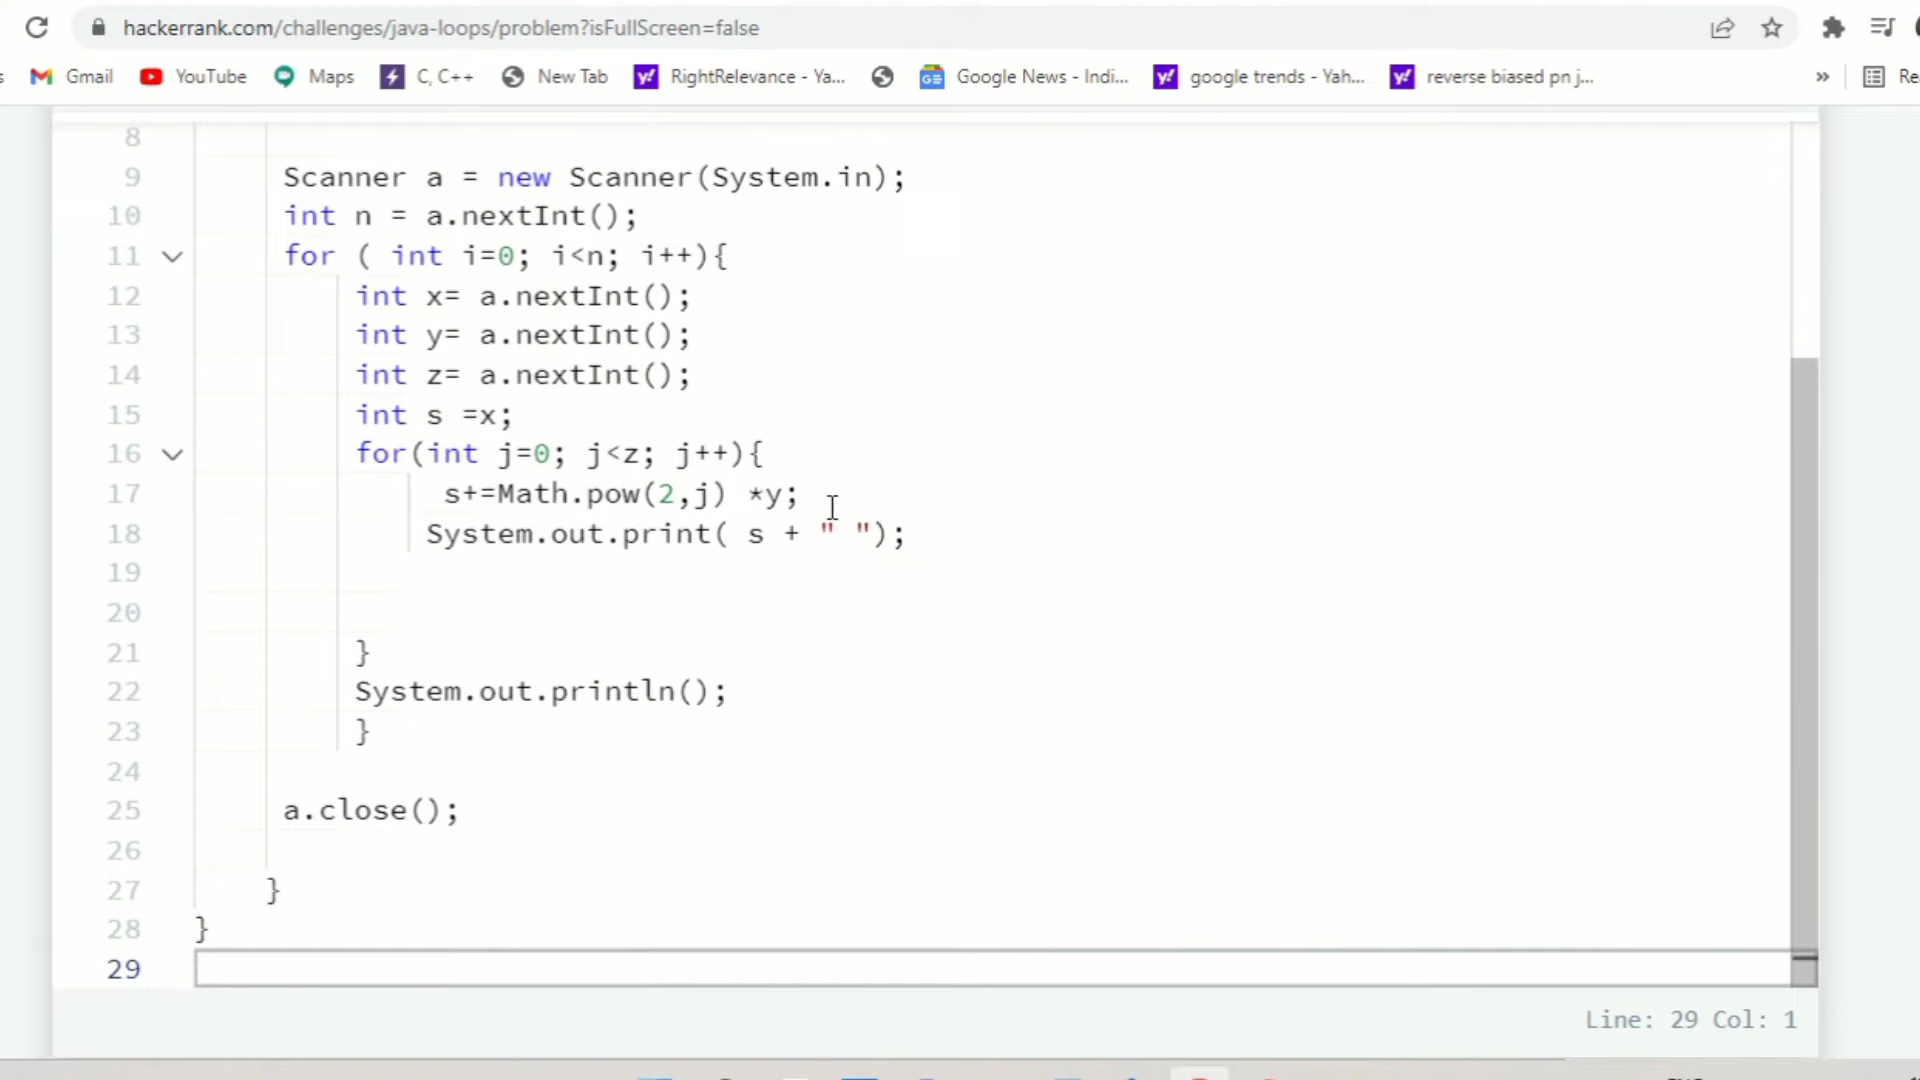 hackerrank.com/challenges/java-loops/problem?isFullScreen=false
Gmail YouTube Maps C, C++ New Tab RightRelevance - Ya... Google News - Indi... google trends - Yah... reverse biased pn j... » Re
8
9 Scanner a = new Scanner(System.in);
10 int n = a.nextInt();
11 for ( int i=0; i<n; i++){
12 int x= a.nextInt();
13 int y= a.nextInt();
14 int z= a.nextInt();
15 int s =x;
16 for(int j=0; j<z; j++){
17 s+=Math.pow(2,j) *y;
18 System.out.print( s + " ");
19
20
21 }
22 System.out.println();
23 }
24
25 a.close();
26
27 }
28 }
29
Line: 29 Col: 1